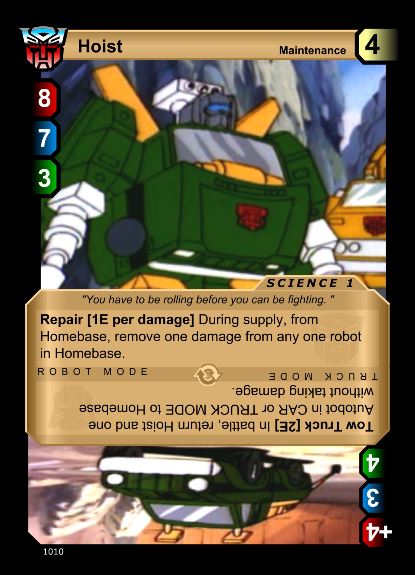 Hoist
Maintenance
4
8
7
3
SCIENCE 1
"You have to be rolling before you can be fighting. "
Repair [1E per damage] During supply, from
Homebase, remove one damage from any one robot
in Homebase.
ROBOT MODE
TRUCK MODE
Tow Truck [2E] In battle, return Hoist and one
Autobot in CAR or TRUCK MODE to Homebase
without taking damage.
+4
3
4
1010